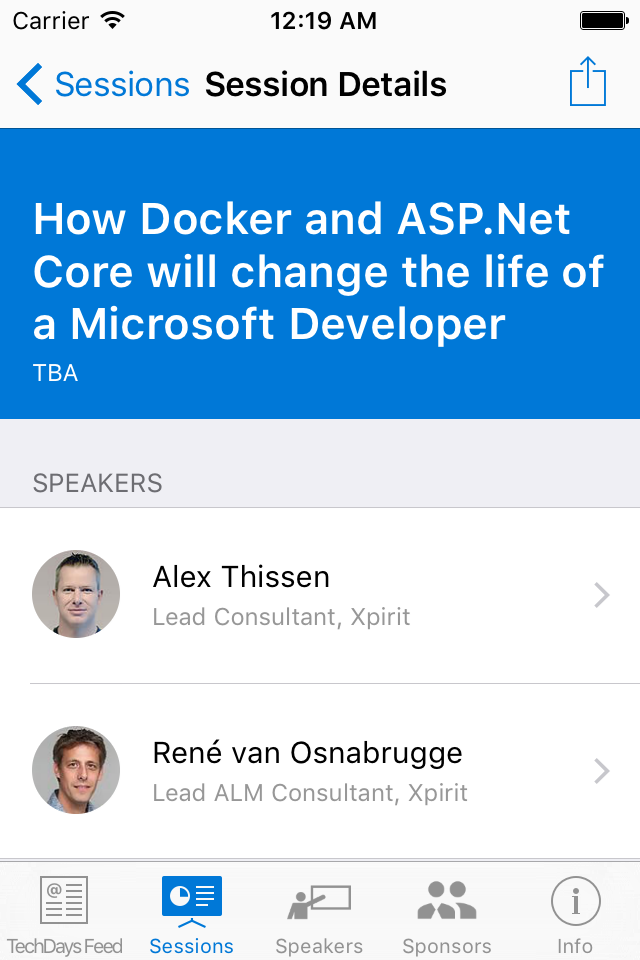 Carrier 12:19 AM
Sessions Session Details
How Docker and ASP.Net
Core will change the life of
a Microsoft Developer
TBA
SPEAKERS
Alex Thissen
Lead Consultant, Xpirit
René van Osnabrugge
Lead ALM Consultant, Xpirit
TechDays Feed Sessions Speakers Sponsors Info